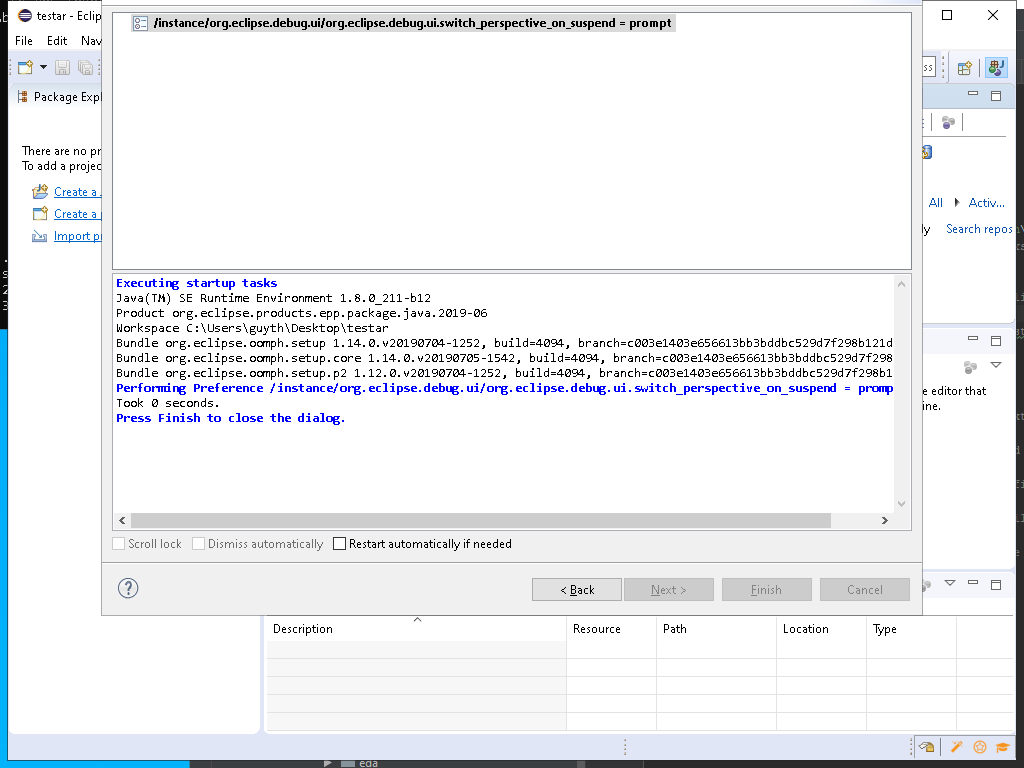 testar - Eclip
/instance/org.eclipse.debug.ui/org.eclipse.debug.ui.switch_perspective_on_suspend = prompt
File Edit Nav
ss
Package Expl
There are no pr
To add a projec
Create a
Create a
Import p
All Activ...
ly Search repos
Executing startup tasks
Java(TM) SE Runtime Environment 1.8.0_211-b12
Product org.eclipse.products.epp.package.java.2019-06
Workspace C:\Users\guyth\Desktop\testar
Bundle org.eclipse.oomph.setup 1.14.0.v20190704-1252, build=4094, branch=c003e1403e656613bb3bddbc529d7f298b121d
Bundle org.eclipse.oomph.setup.core 1.14.0.v20190705-1542, build=4094, branch=c003e1403e656613bb3bddbc529d7f298
Bundle org.eclipse.oomph.setup.p2 1.12.0.v20190704-1252, build=4094, branch=c003e1403e656613bb3bddbc529d7f298b1
Performing Preference /instance/org.eclipse.debug.ui/org.eclipse.debug.ui.switch_perspective_on_suspend = promp
Took 0 seconds.
Press Finish to close the dialog.
e editor that
ine.
Scroll lock Dismiss automatically Restart automatically if needed
? < Back Next > Finish Cancel
Description Resource Path Location Type
eda